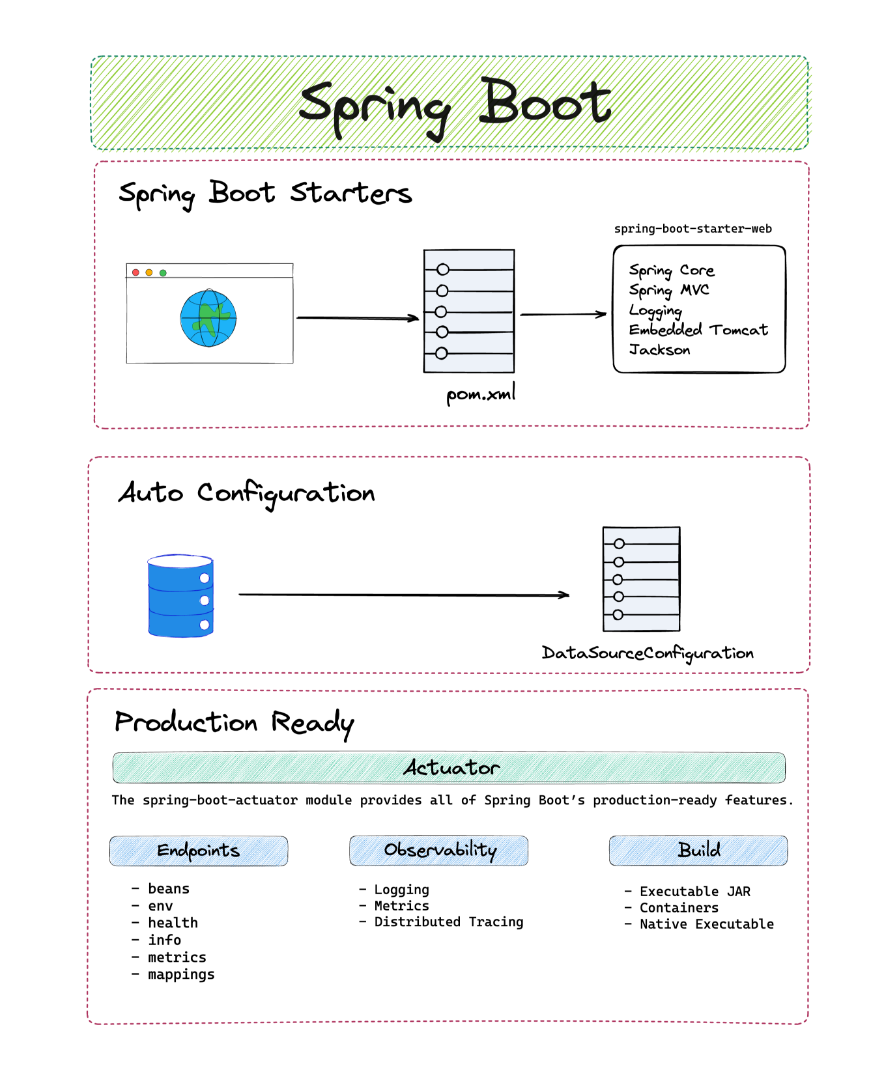 Spring Boot
Spring Boot Starters
spring-boot-starter-web
Spring Core
Spring MVC
Logging
Embedded Tomcat
Jackson
pom.xml
Auto Configuration
DataSourceConfiguration
Production Ready
Actuator
The spring-boot-actuator module provides all of Spring Boot’s production-ready features.
Endpoints
- beans
- env
- health
- info
- metrics
- mappings
Observability
- Logging
- Metrics
- Distributed Tracing
Build
- Executable JAR
- Containers
- Native Executable